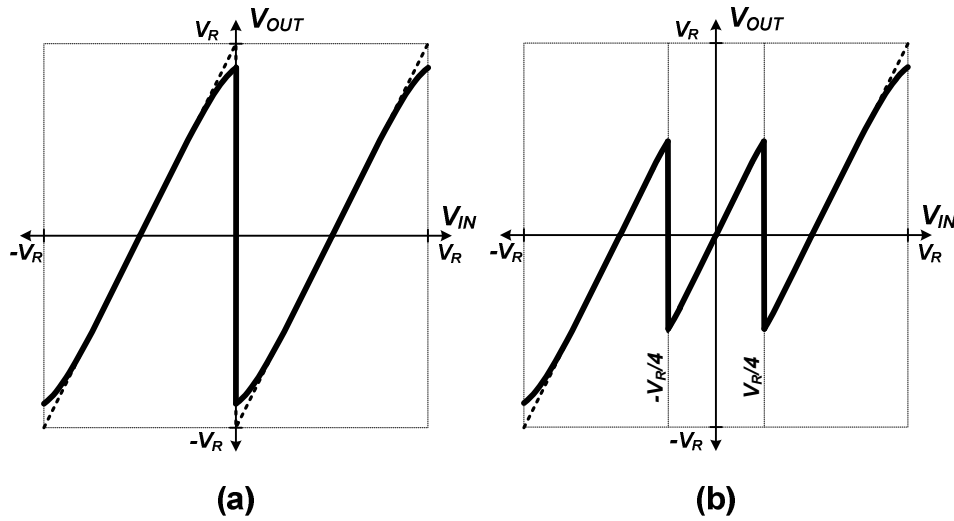 V_R V_OUT
V_IN
-V_R V_R
-V_R
(a)
V_R V_OUT
V_IN
-V_R V_R
-V_R/4
V_R/4
-V_R
(b)